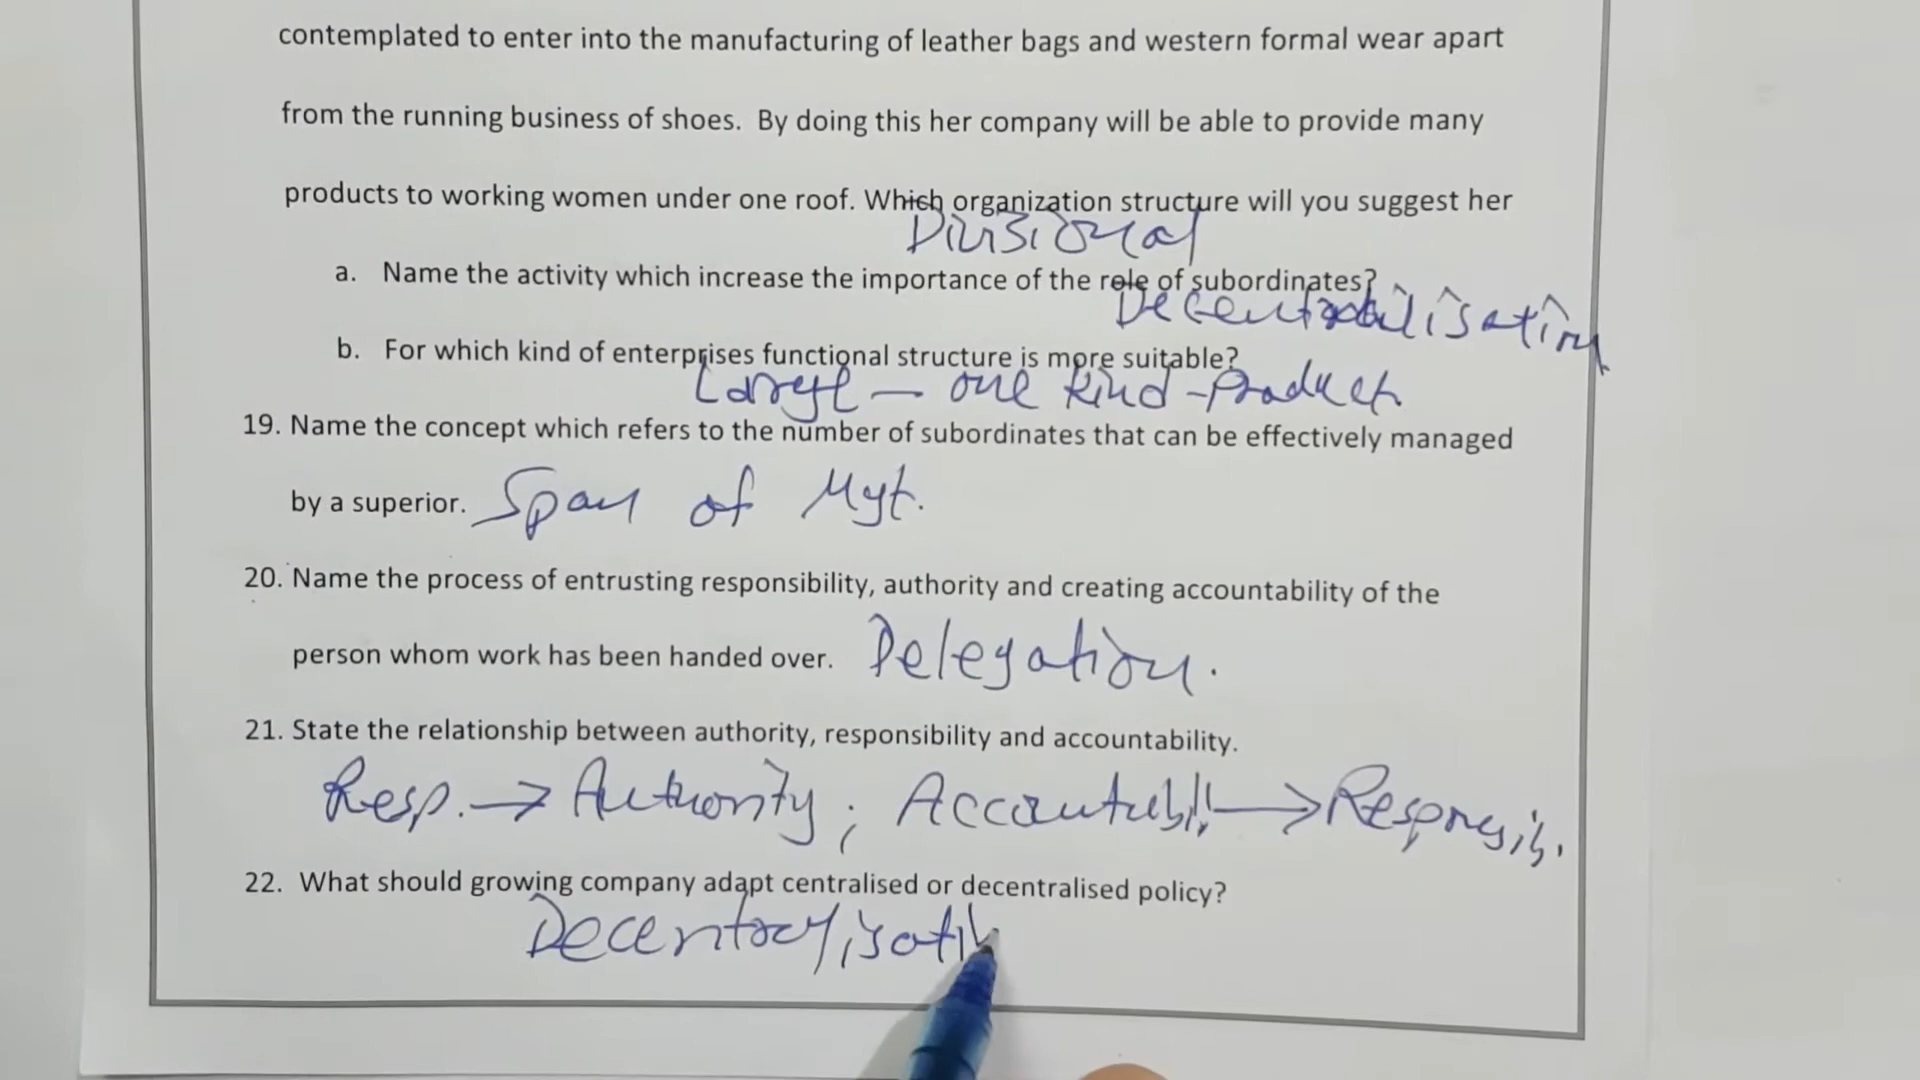 contemplated to enter into the manufacturing of leather bags and western formal wear apart
from the running business of shoes. By doing this her company will be able to provide many
products to working women under one roof. Which organization structure will you suggest her
Divisional
a. Name the activity which increase the importance of the role of subordinates?
Decentralisation
b. For which kind of enterprises functional structure is more suitable?
Large - one kind - Product
19. Name the concept which refers to the number of subordinates that can be effectively managed
by a superior. Span of Mgt.
20. Name the process of entrusting responsibility, authority and creating accountability of the
person whom work has been handed over. Delegation.
21. State the relationship between authority, responsibility and accountability.
Resp. → Authority ; Accountabili → Responsib.
22. What should growing company adapt centralised or decentralised policy?
Decentralisati